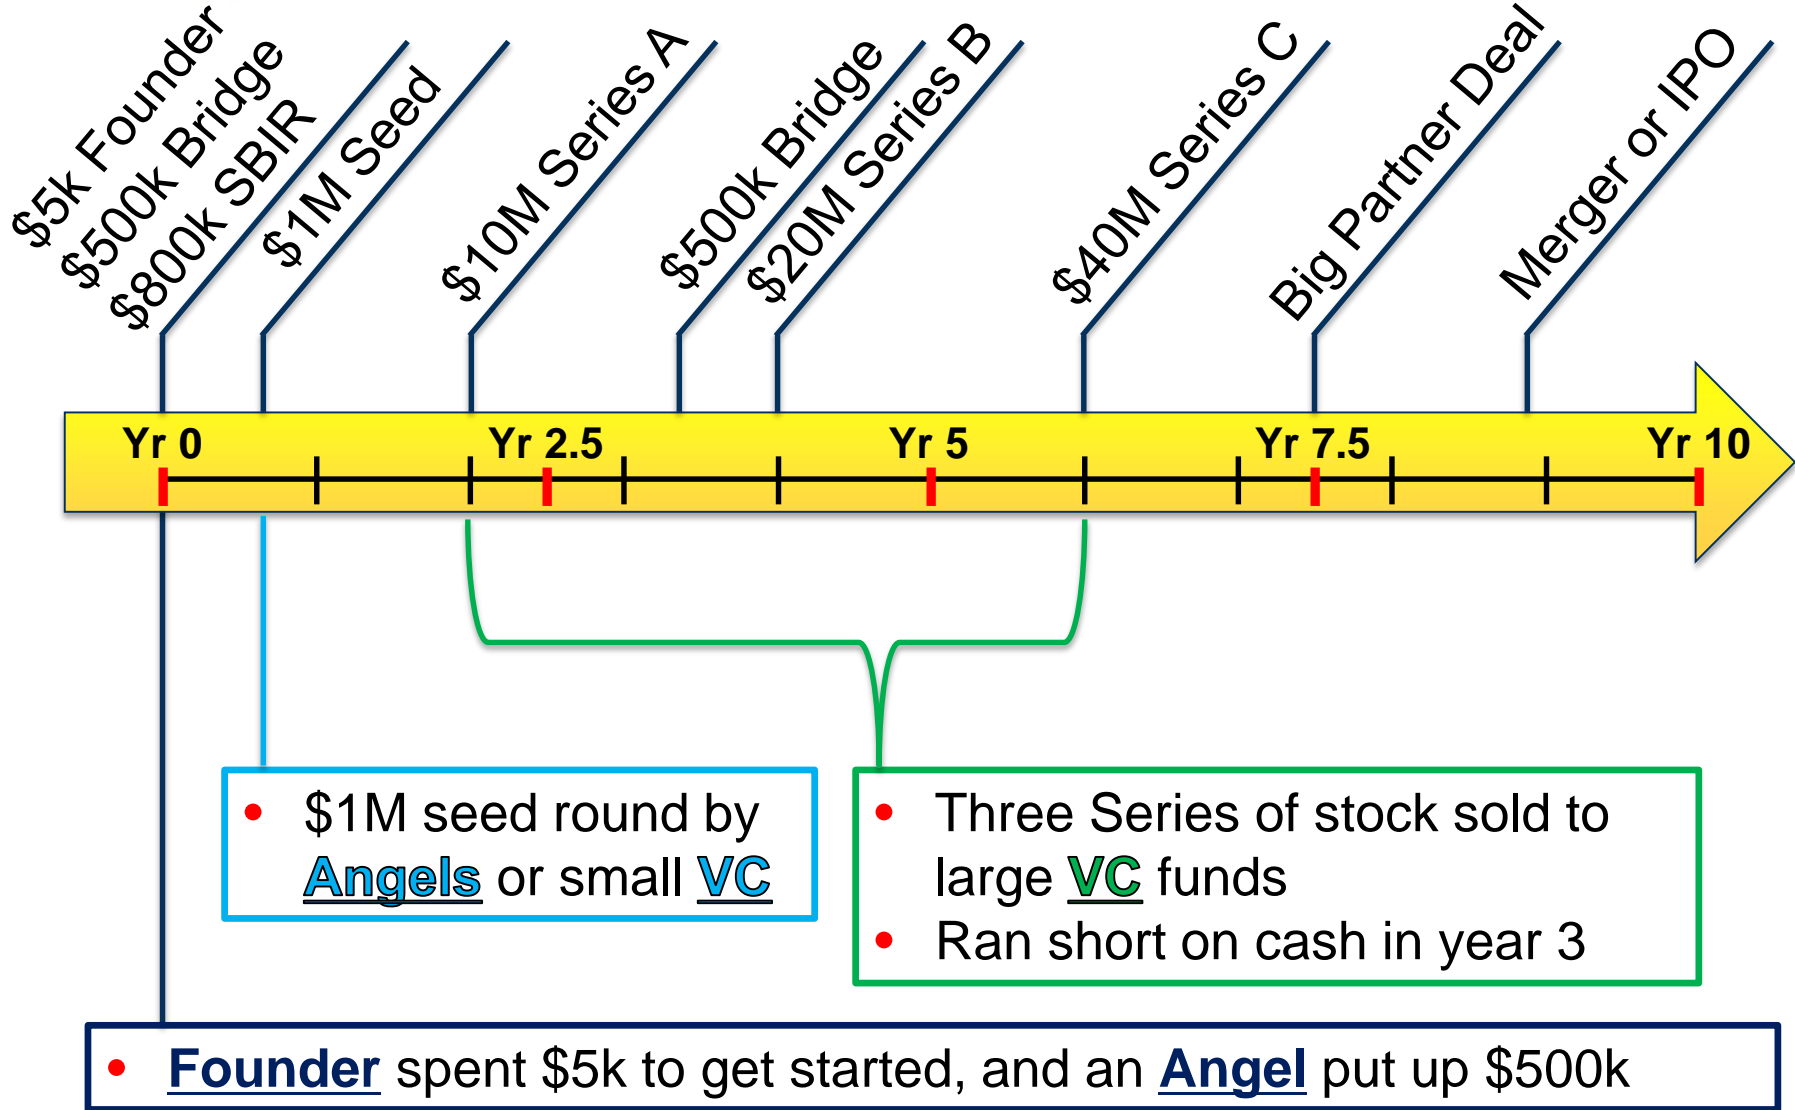 $5k Founder
$500k Bridge
$800k SBIR
$1M Seed
$10M Series A
$500k Bridge
$20M Series B
$40M Series C
Big Partner Deal
Merger or IPO
Yr 0
Yr 2.5
Yr 5
Yr 7.5
Yr 10
• $1M seed round by
Angels or small VC
• Three Series of stock sold to
large VC funds
• Ran short on cash in year 3
• Founder spent $5k to get started, and an Angel put up $500k